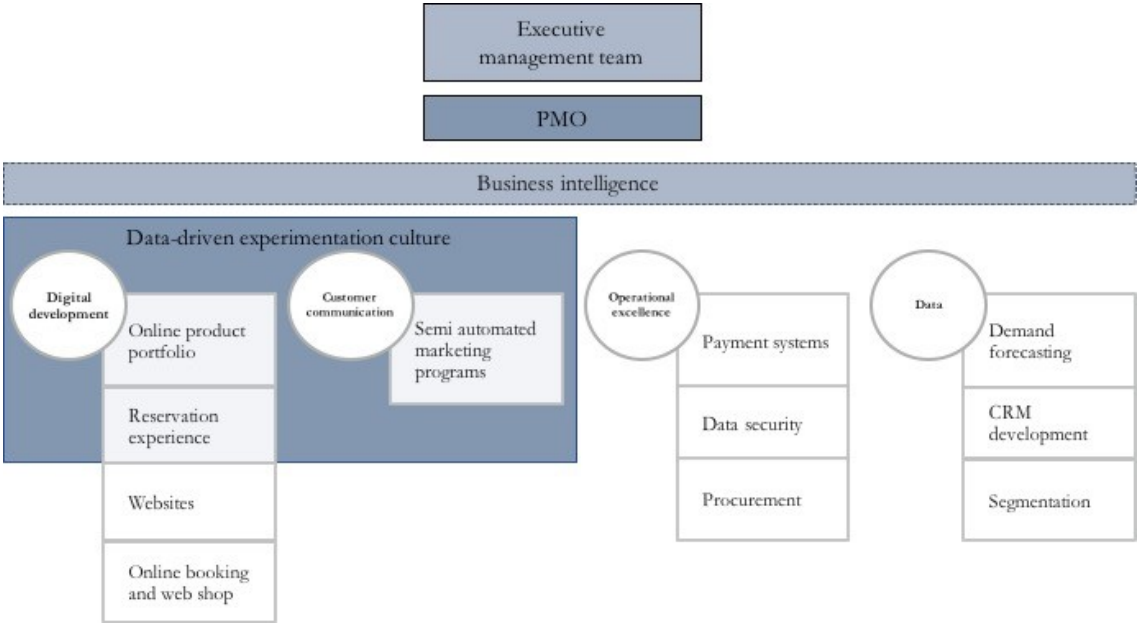 Executive
management team
PMO
Business intelligence
Data-driven experimentation culture
Digital
development
Online product
portfolio
Reservation
experience
Websites
Online booking
and web shop
Customer
communication
Semi automated
marketing
programs
Operational
excellence
Payment systems
Data security
Procurement
Data
Demand
forecasting
CRM
development
Segmentation